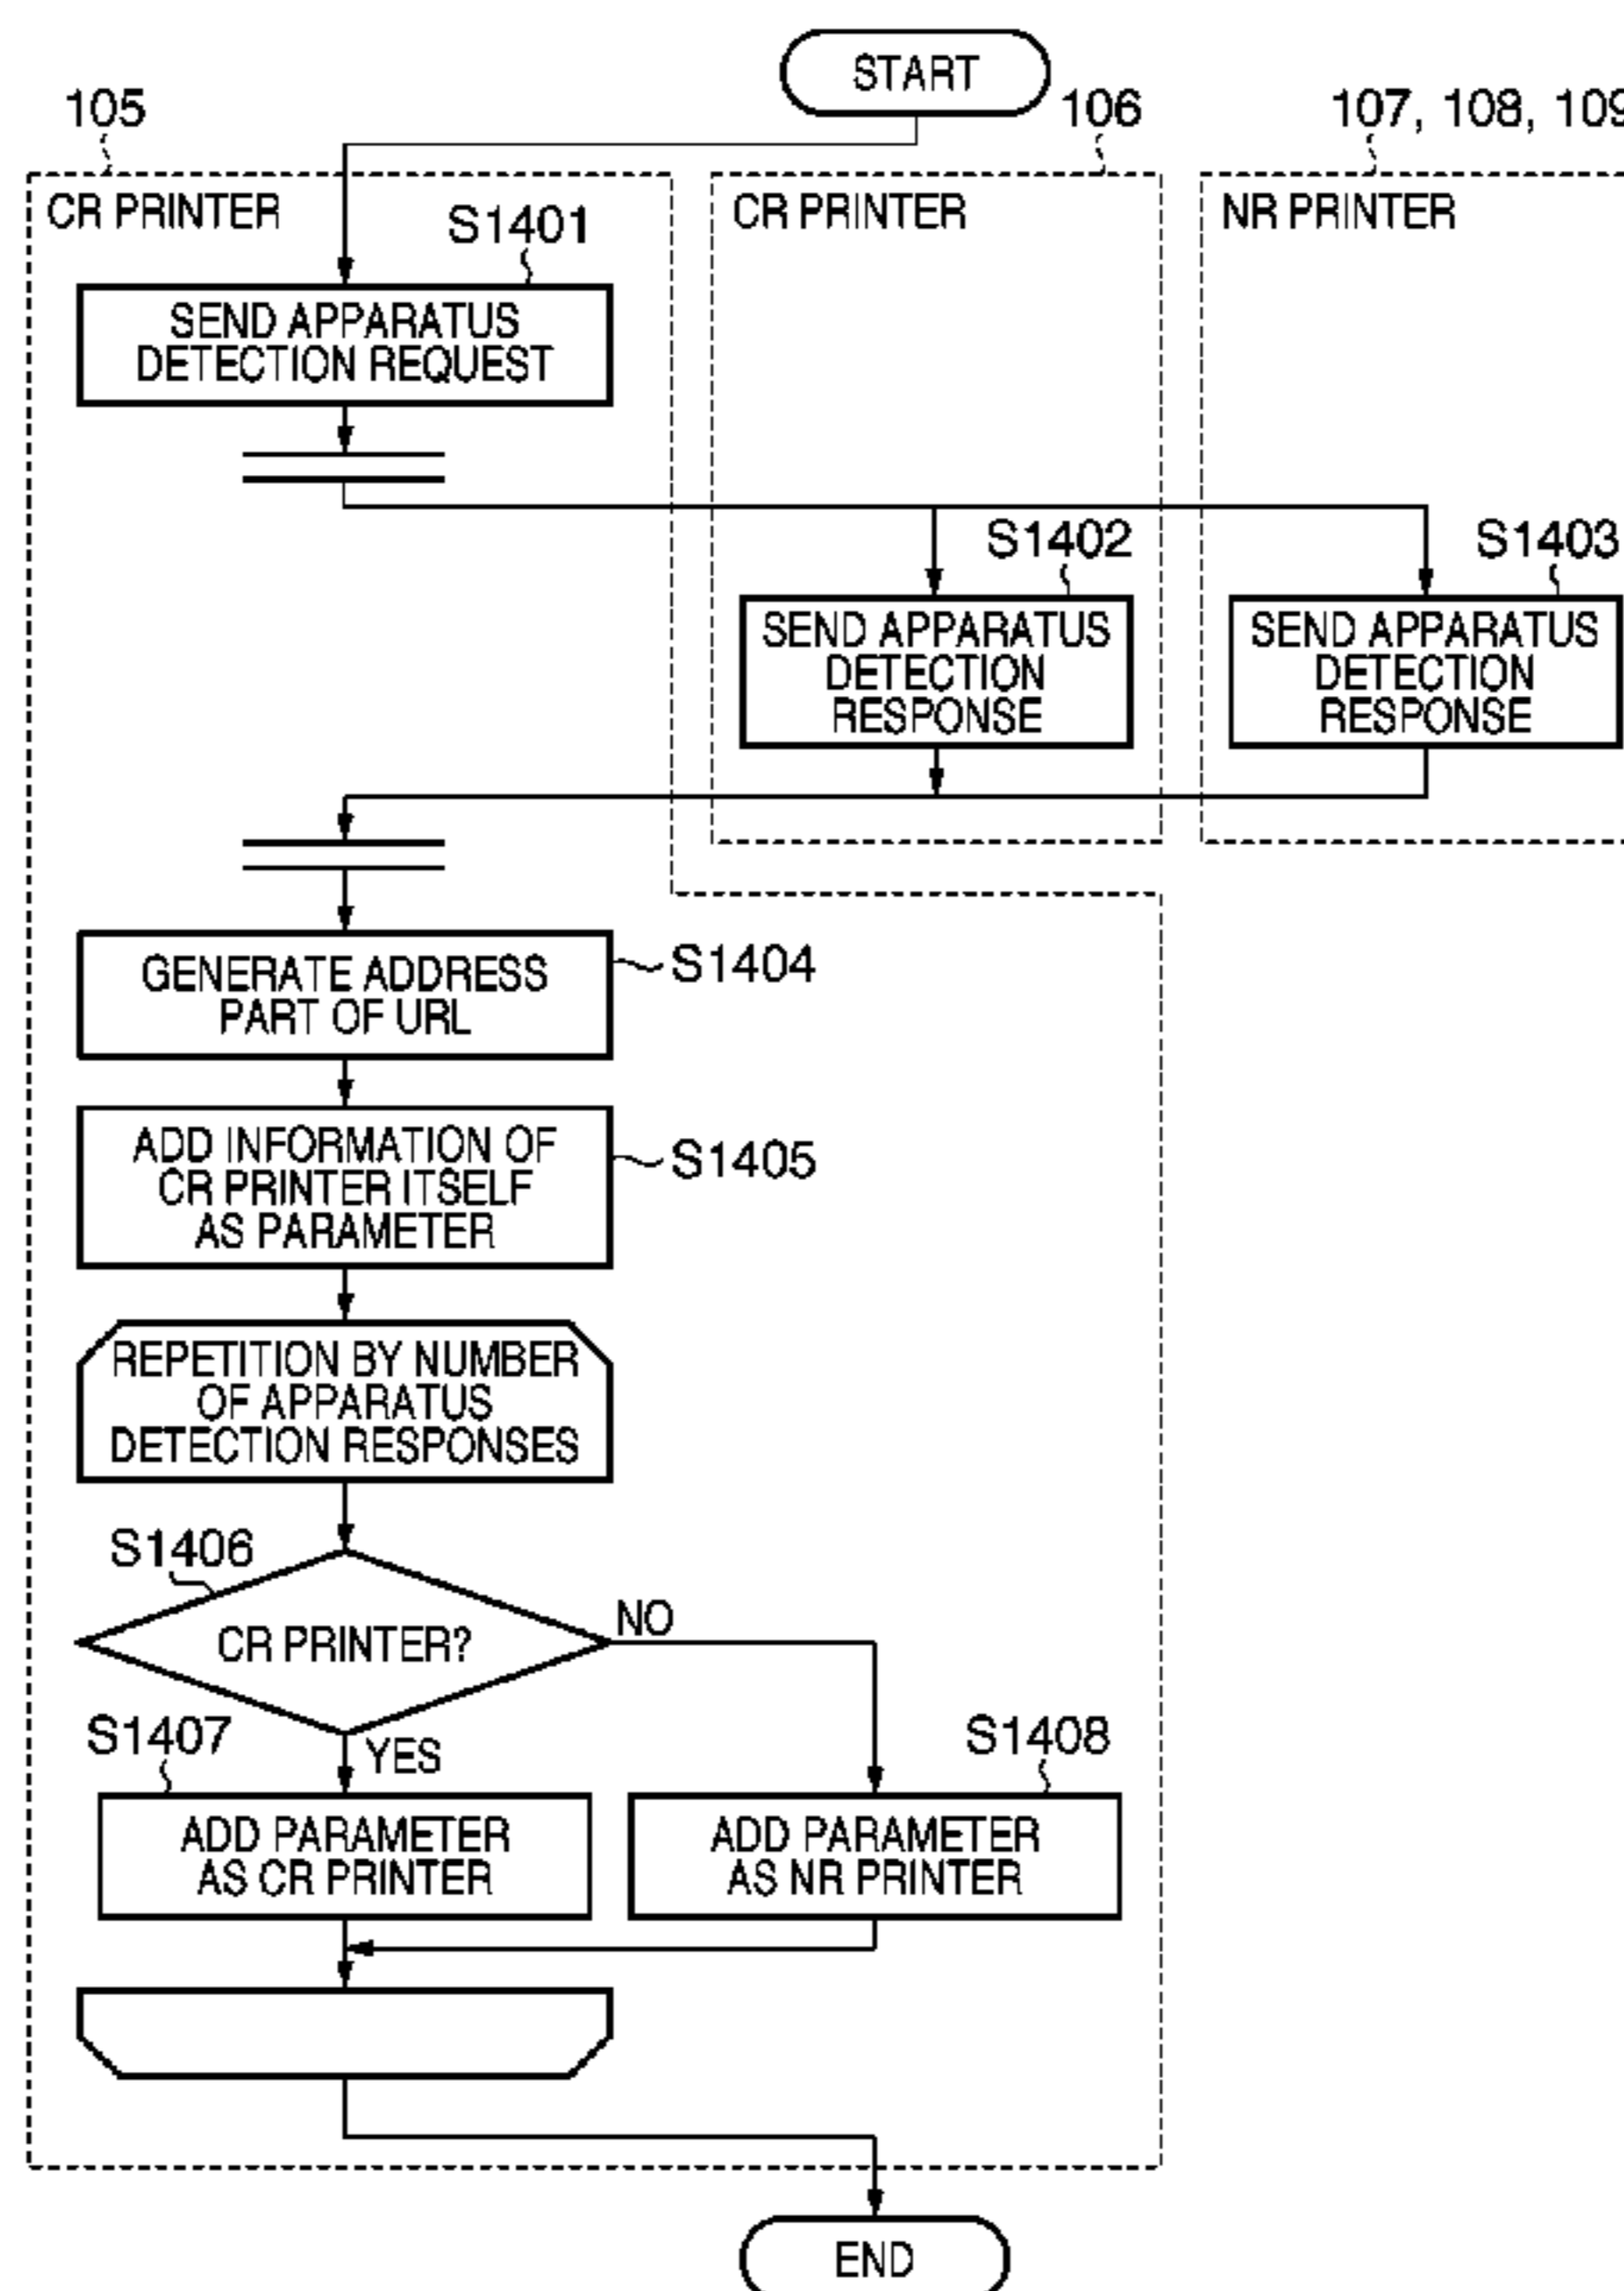 START
105
106
107, 108, 109
CR PRINTER
CR PRINTER
NR PRINTER
S1401
SEND APPARATUS
DETECTION REQUEST
S1402
S1403
SEND APPARATUS
DETECTION
RESPONSE
SEND APPARATUS
DETECTION
RESPONSE
GENERATE ADDRESS
PART OF URL
S1404
ADD INFORMATION OF
CR PRINTER ITSELF
AS PARAMETER
S1405
REPETITION BY NUMBER
OF APPARATUS
DETECTION RESPONSES
S1406
CR PRINTER?
NO
YES
S1407
S1408
ADD PARAMETER
AS CR PRINTER
ADD PARAMETER
AS NR PRINTER
END